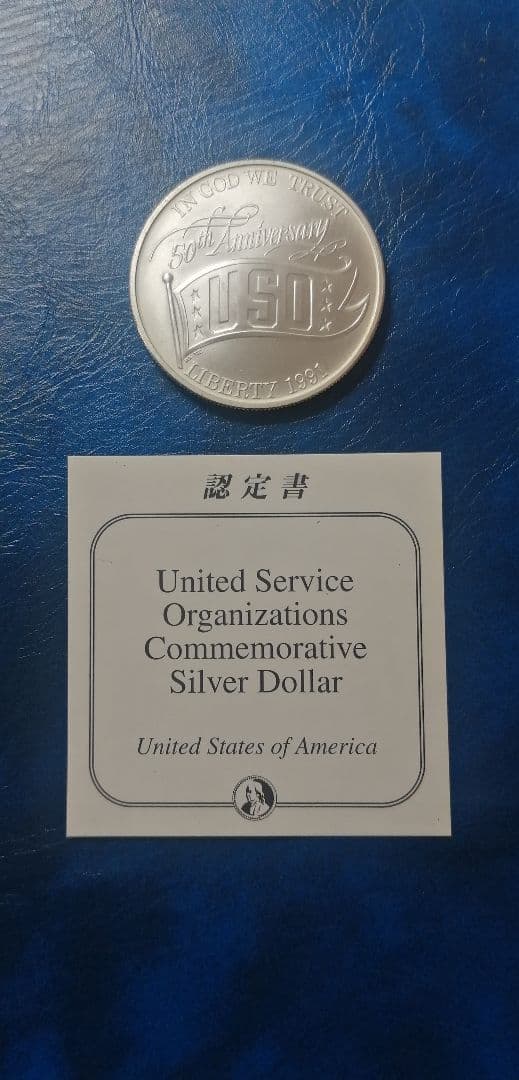 IN GOD WE TRUST
50th Anniversary
USO
LIBERTY 1991
認定書
United Service
Organizations
Commemorative
Silver Dollar
United States of America